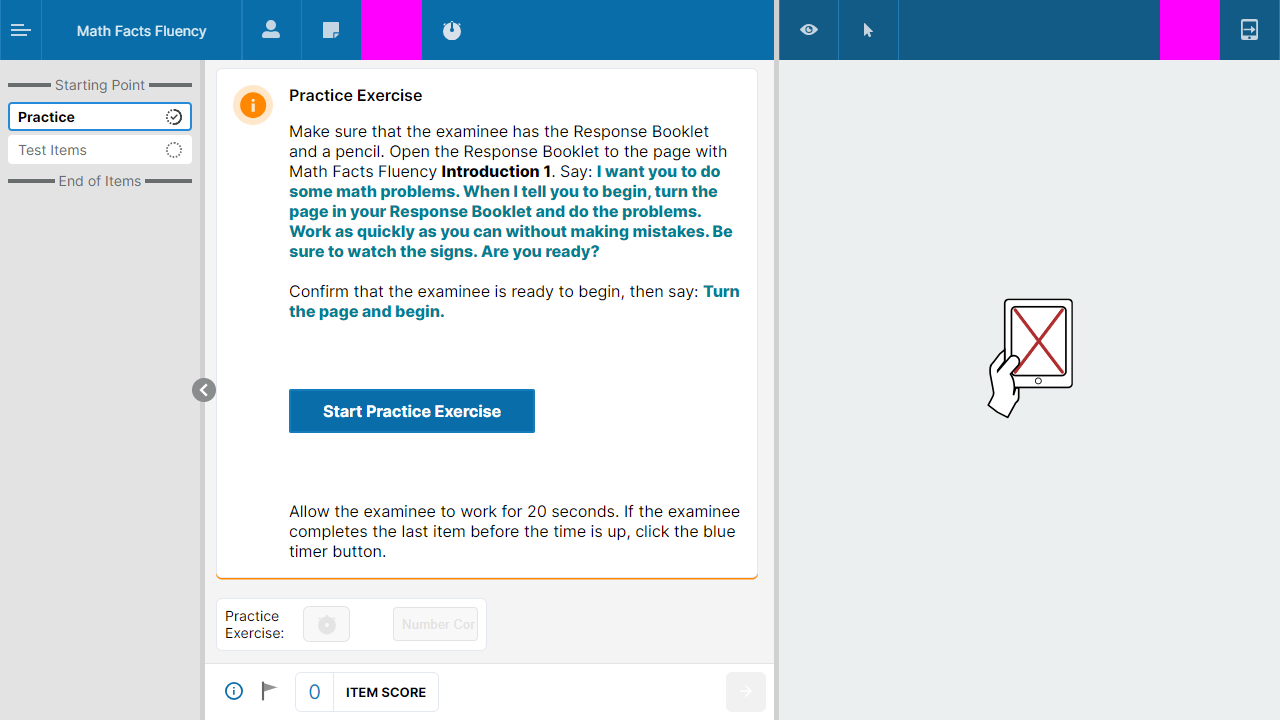 Math Facts Fluency
Starting Point
Practice
Test Items
End of Items
Practice Exercise
Make sure that the examinee has the Response Booklet
and a pencil. Open the Response Booklet to the page with
Math Facts Fluency Introduction 1. Say: I want you to do
some math problems. When I tell you to begin, turn the
page in your Response Booklet and do the problems.
Work as quickly as you can without making mistakes. Be
sure to watch the signs. Are you ready?
Confirm that the examinee is ready to begin, then say: Turn
the page and begin.
Start Practice Exercise
Allow the examinee to work for 20 seconds. If the examinee
completes the last item before the time is up, click the blue
timer button.
Practice
Exercise:
Number Cor
0 ITEM SCORE